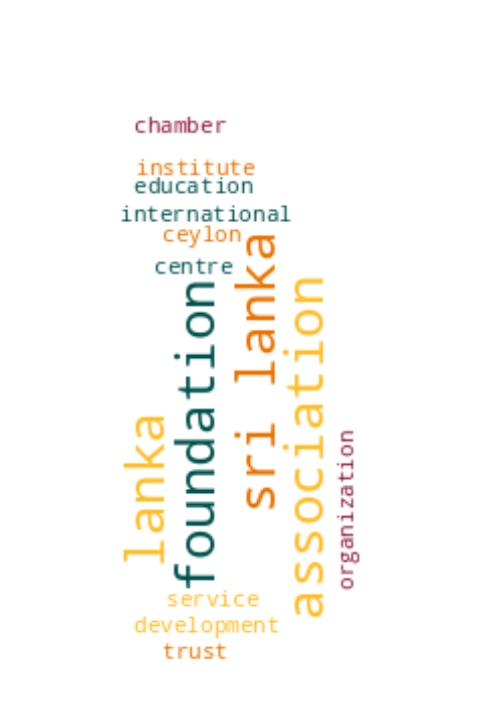 chamber
institute
education
international
ceylon
centre
lanka
foundation
sri lanka
association
organization
service
development
trust